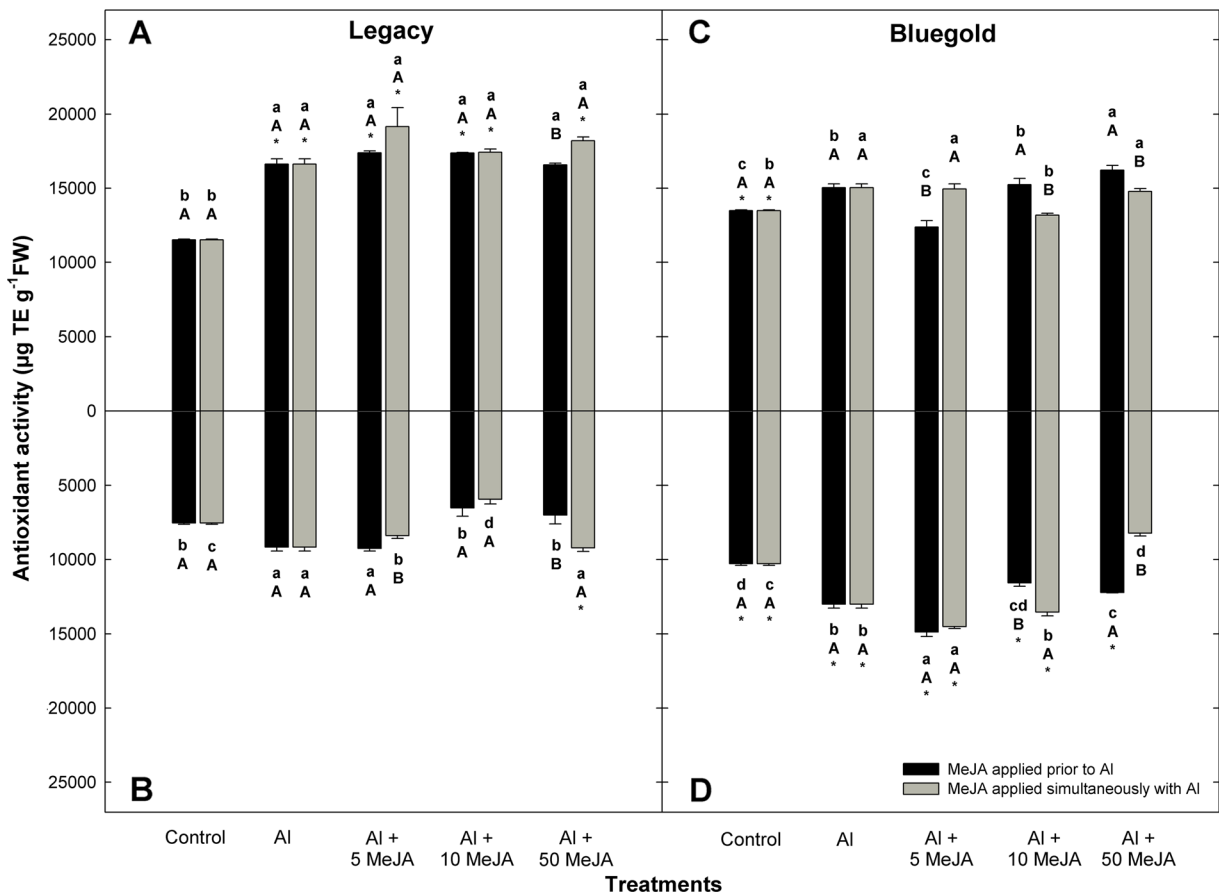 A
Legacy
C
Bluegold
25000
20000
15000
10000
5000
0
5000
10000
15000
20000
25000
Antioxidant activity (µg TE g⁻¹FW)
b b
A A
a a
A A
* *
a a
A A
* *
a a
A A
* *
a a
B A
*
c b
A A
* *
b a
A A
c a
B A
b b
A B
a a
A B
b c
A A
a a
A A
a b
A B
b d
A A
b a
B A
*
d c
A A
* *
b b
A A
* *
a a
A A
* *
cd b
B A
* *
c d
A B
*
B
D
MeJA applied prior to Al
MeJA applied simultaneously with Al
Control
Al
Al +
5 MeJA
Al +
10 MeJA
Al +
50 MeJA
Control
Al
Al +
5 MeJA
Al +
10 MeJA
Al +
50 MeJA
Treatments